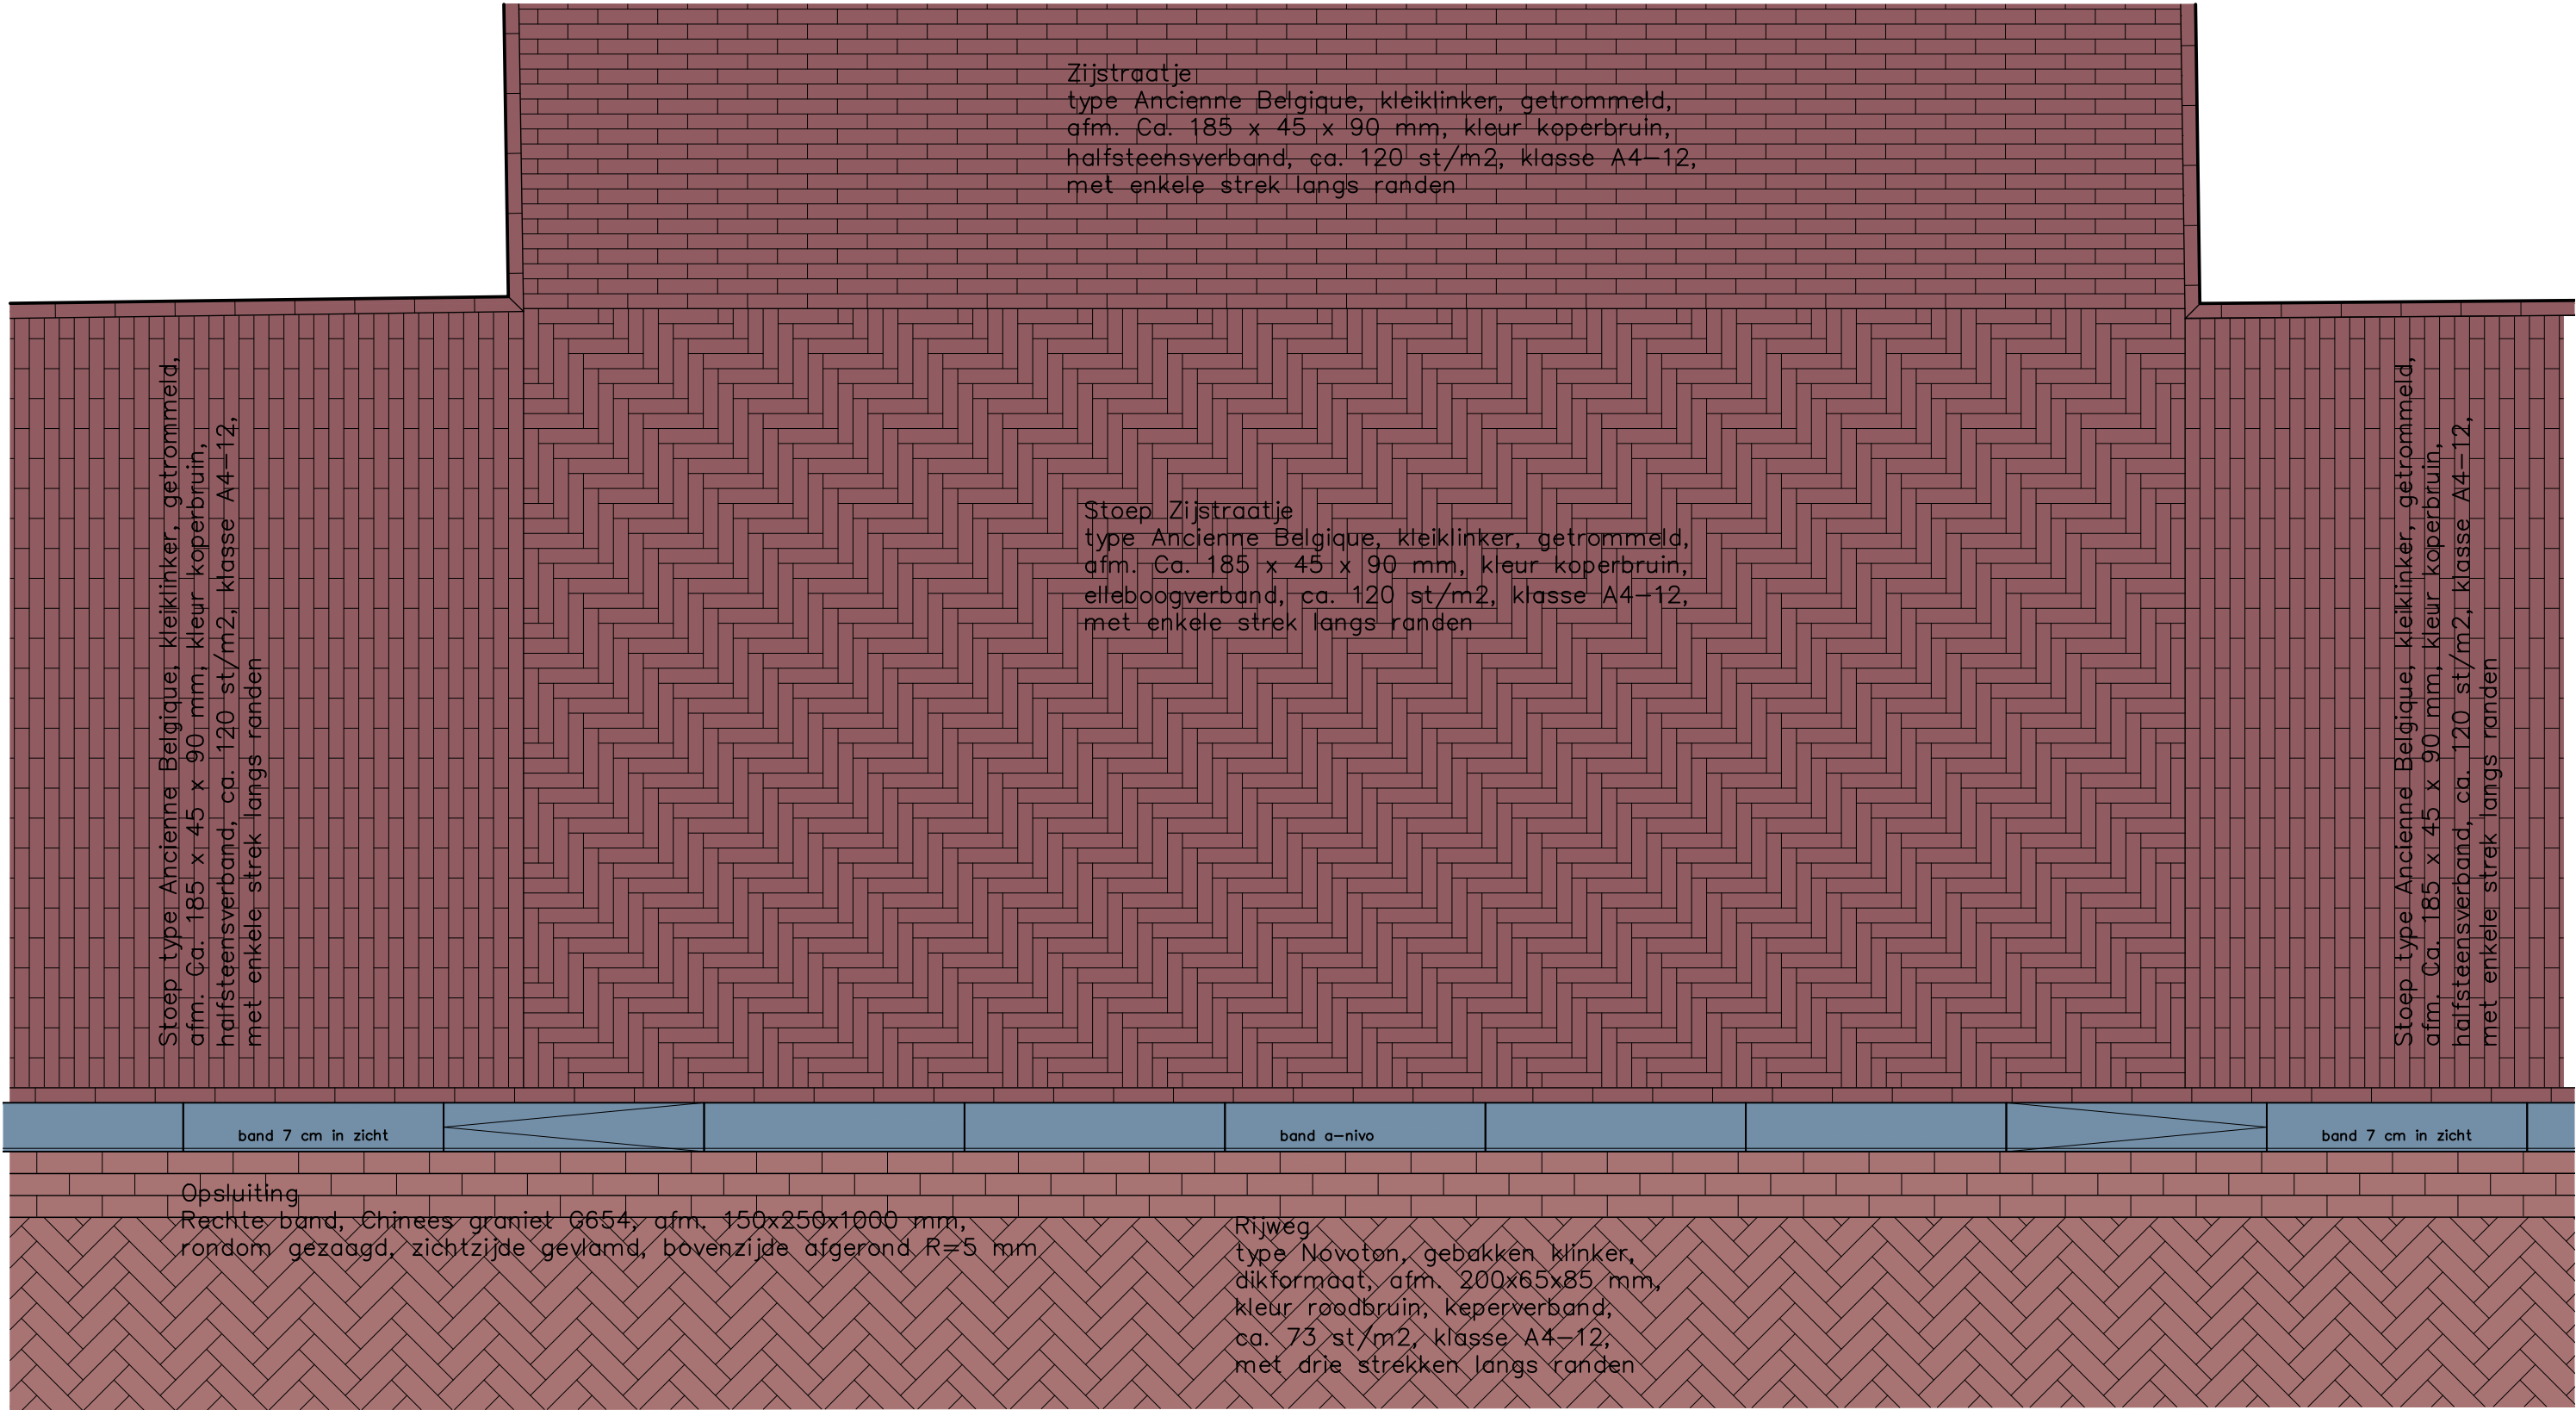 Zijstraatje
type Ancienne Belgique, kleiklinker, getrommeld,
afm. Ca. 185 x 45 x 90 mm, kleur koperbruin,
halfsteensverband, ca. 120 st/m2, klasse A4-12,
met enkele strek langs randen
Stoep type Ancienne Belgique, kleiklinker, getrommeld,
afm. Ca. 185 x 45 x 90 mm, kleur koperbruin,
halfsteensverband, ca. 120 st/m2, klasse A4-12,
met enkele strek langs randen
Stoep Zijstraatje
type Ancienne Belgique, kleiklinker, getrommeld,
afm. Ca. 185 x 45 x 90 mm, kleur koperbruin,
elleboogverband, ca. 120 st/m2, klasse A4-12,
met enkele strek langs randen
Stoep type Ancienne Belgique, kleiklinker, getrommeld,
afm. Ca. 185 x 45 x 90 mm, kleur koperbruin,
halfsteensverband, ca. 120 st/m2, klasse A4-12,
met enkele strek langs randen
band 7 cm in zicht
band a-nivo
band 7 cm in zicht
Opsluiting
Rechte band, Chinees graniet G654, afm. 150x250x1000 mm,
rondom gezaagd, zichtzijde gevlamd, bovenzijde afgerond R=5 mm
Rijweg
type Novoton, gebakken klinker,
dikformaat, afm. 200x65x85 mm,
kleur roodbruin, keperverband,
ca. 73 st/m2, klasse A4-12,
met drie strekken langs randen